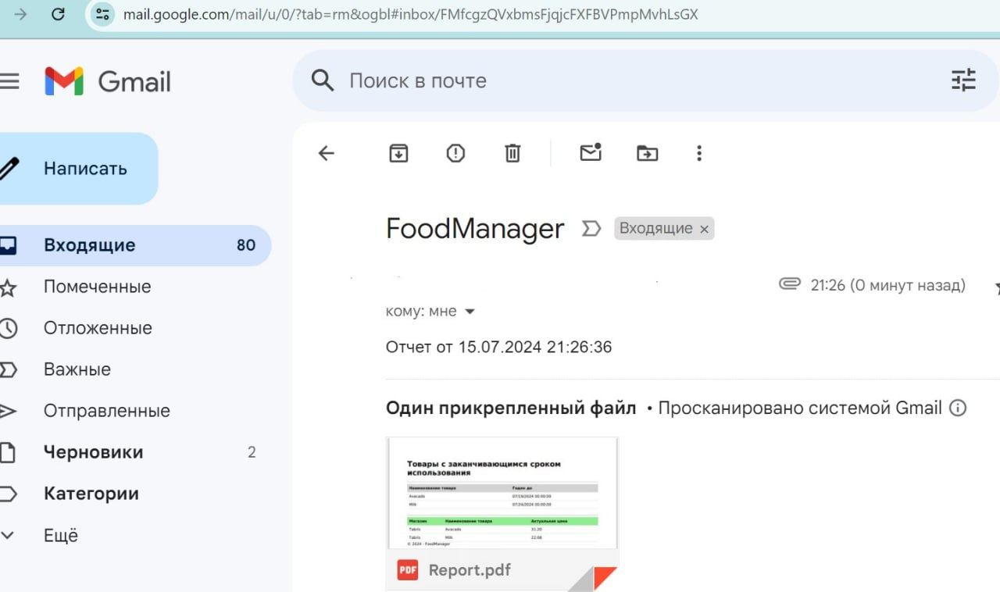 mail.google.com/mail/u/0/?tab=rm&ogbl#inbox/FMfcgzQVxbmsFjqjcFXFBVPmpMvhLsGX
Gmail
Поиск в почте
Написать
Входящие 80
Помеченные
Отложенные
Важные
Отправленные
Черновики 2
Категории
Ещё
FoodManager Входящие ×
21:26 (0 минут назад)
кому: мне
Отчет от 15.07.2024 21:26:36
Один прикрепленный файл • Просканировано системой Gmail
Товары с заканчивающимся сроком
использования
Наименование товара Годен до
Avocado 07/19/2024 00:00:00
Milk 07/24/2024 00:00:00
Магазин Наименование товара Актуальная цена
Tabris Avocado 31.20
Tabris Milk 22.08
© 2024 - FoodManager
PDF Report.pdf